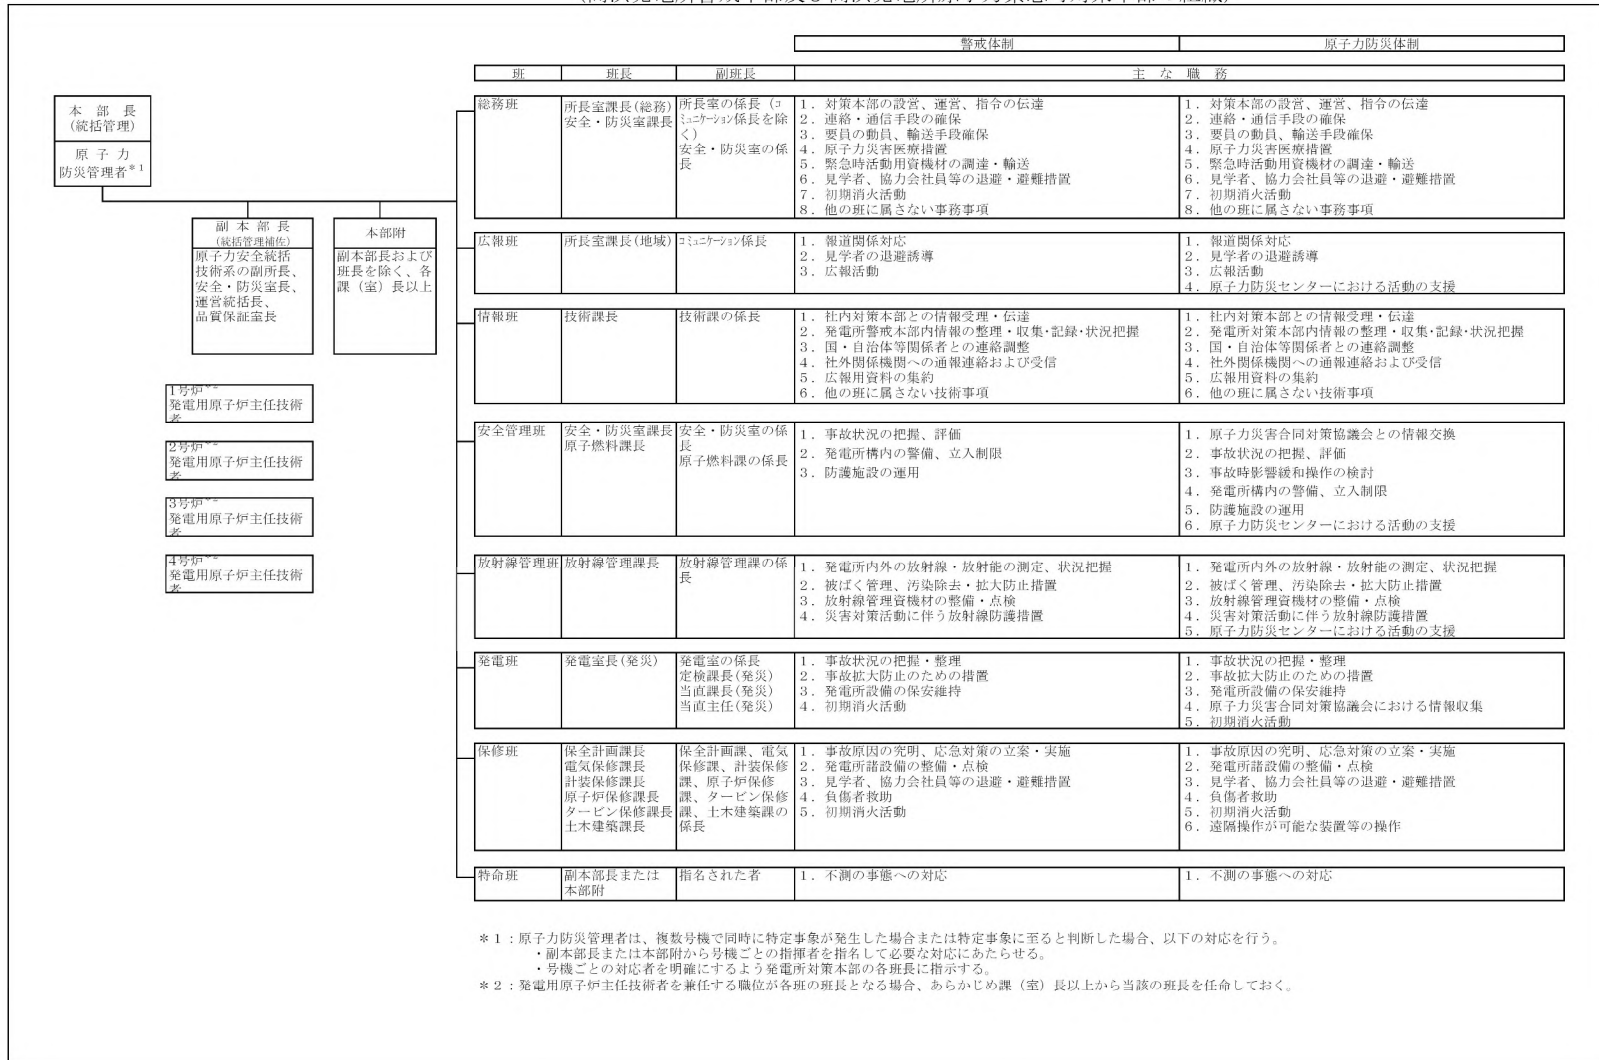 警戒体制 原子力防災体制
班 班長 副班長 主な職務
本部長
(統括管理)
原子力
防災管理者*1
副本部長
(統括管理補佐)
原子力安全統括
技術系の副所長、
安全・防災室長、
運営統括長、
品質保証室長
本部附
副本部長および
班長を除く、各
課(室)長以上
1号炉*2
発電用原子炉主任技術
者
2号炉*2
発電用原子炉主任技術
者
3号炉*2
発電用原子炉主任技術
者
4号炉*2
発電用原子炉主任技術
者
総務班
所長室課長(総務)
安全・防災室課長
所長室の係長(コ
ミュニケーション係長を除
く)
安全・防災室の係
長
1.対策本部の設営、運営、指令の伝達
2.連絡・通信手段の確保
3.要員の動員、輸送手段確保
4.原子力災害医療措置
5.緊急時活動用資機材の調達・輸送
6.見学者、協力会社員等の退避・避難措置
7.初期消火活動
8.他の班に属さない事務事項
1.対策本部の設営、運営、指令の伝達
2.連絡・通信手段の確保
3.要員の動員、輸送手段確保
4.原子力災害医療措置
5.緊急時活動用資機材の調達・輸送
6.見学者、協力会社員等の退避・避難措置
7.初期消火活動
8.他の班に属さない事務事項
広報班
所長室課長(地域)
コミュニケーション係長
1.報道関係対応
2.見学者の退避誘導
3.広報活動
1.報道関係対応
2.見学者の退避誘導
3.広報活動
4.原子力防災センターにおける活動の支援
情報班
技術課長
技術課の係長
1.社内対策本部との情報受理・伝達
2.発電所警戒本部内情報の整理・収集・記録・状況把握
3.国・自治体等関係者との連絡調整
4.社外関係機関への通報連絡および受信
5.広報用資料の集約
6.他の班に属さない技術事項
1.社内対策本部との情報受理・伝達
2.発電所対策本部内情報の整理・収集・記録・状況把握
3.国・自治体等関係者との連絡調整
4.社外関係機関への通報連絡および受信
5.広報用資料の集約
6.他の班に属さない技術事項
安全管理班
安全・防災室課長
原子燃料課長
安全・防災室の係
長
原子燃料課の係長
1.事故状況の把握、評価
2.発電所構内の警備、立入制限
3.防護施設の運用
1.原子力災害合同対策協議会との情報交換
2.事故状況の把握、評価
3.事故時影響緩和操作の検討
4.発電所構内の警備、立入制限
5.防護施設の運用
6.原子力防災センターにおける活動の支援
放射線管理班
放射線管理課長
放射線管理課の係
長
1.発電所内外の放射線・放射能の測定、状況把握
2.被ばく管理、汚染除去・拡大防止措置
3.放射線管理資機材の整備・点検
4.災害対策活動に伴う放射線防護措置
1.発電所内外の放射線・放射能の測定、状況把握
2.被ばく管理、汚染除去・拡大防止措置
3.放射線管理資機材の整備・点検
4.災害対策活動に伴う放射線防護措置
5.原子力防災センターにおける活動の支援
発電班
発電室長(発災)
発電室の係長
定検課長(発災)
当直課長(発災)
当直主任(発災)
1.事故状況の把握・整理
2.事故拡大防止のための措置
3.発電所設備の保安維持
4.初期消火活動
1.事故状況の把握・整理
2.事故拡大防止のための措置
3.発電所設備の保安維持
4.原子力災害合同対策協議会における情報収集
5.初期消火活動
保修班
保全計画課長
電気保修課長
計装保修課長
原子炉保修課長
タービン保修課長
土木建築課長
保全計画課、電気
保修課、計装保修
課、原子炉保修
課、タービン保修
課、土木建築課の
係長
1.事故原因の究明、応急対策の立案・実施
2.発電所諸設備の整備・点検
3.見学者、協力会社員等の退避・避難措置
4.負傷者救助
5.初期消火活動
1.事故原因の究明、応急対策の立案・実施
2.発電所諸設備の整備・点検
3.見学者、協力会社員等の退避・避難措置
4.負傷者救助
5.初期消火活動
6.遠隔操作が可能な装置等の操作
特命班
副本部長または
本部附
指名された者
1.不測の事態への対応
1.不測の事態への対応
*1:原子力防災管理者は、複数号機で同時に特定事象が発生した場合または特定事象に至ると判断した場合、以下の対応を行う。
・副本部長または本部附から号機ごとの指揮者を指名して必要な対応にあたらせる。
・号機ごとの対応者を明確にするよう発電所対策本部の各班長に指示する。
*2:発電用原子炉主任技術者を兼任する職位が各班の班長となる場合、あらかじめ課(室)長以上から当該の班長を任命しておく。